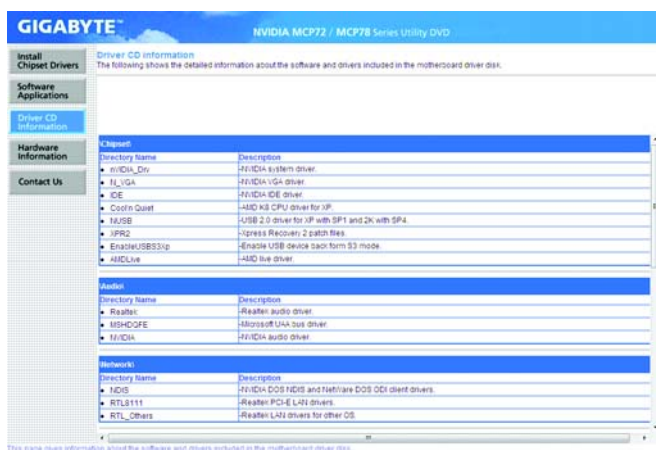 GIGABYTE™
NVIDIA MCP72 / MCP78 Series Utility DVD
Install
Chipset Drivers
Software
Applications
Driver CD
Information
Hardware
Information
Contact Us
Driver CD information
The following shows the detailed information about the software and drivers included in the motherboard driver disk.
\Chipset\
Directory Name Description
• nVIDIA_Drv -NVIDIA system driver.
• N_VGA -NVIDIA VGA driver.
• IDE -NVIDIA IDE driver.
• Cool'n Quiet -AMD K8 CPU driver for XP.
• NUSB -USB 2.0 driver for XP with SP1 and 2K with SP4.
• XPR2 -Xpress Recovery 2 patch files.
• EnableUSBS3Xp -Enable USB device back form S3 mode.
• AMDLive -AMD live driver.
\Audio\
Directory Name Description
• Realtek -Realtek audio driver.
• MSHDQFE -Microsoft UAA bus driver.
• NVIDIA -NVIDIA audio driver.
\Network\
Directory Name Description
• NDIS -NVIDIA DOS NDIS and NetWare DOS ODI client drivers.
• RTL8111 -Realtek PCI-E LAN drivers.
• RTL_Others -Realtek LAN drivers for other OS.
This page gives information about the software and drivers included in the motherboard driver disk.